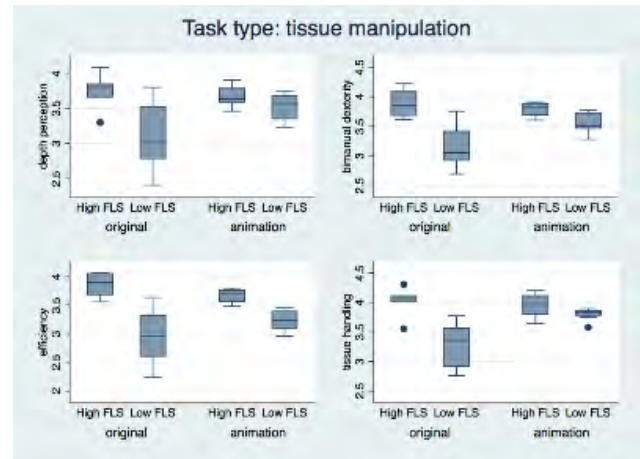 Task type: tissue manipulation
depth perception
4
3.5
3
2.5
High FLS Low FLS High FLS Low FLS
original animation
bimanual dexterity
4.5
4
3.5
3
2.5
High FLS Low FLS High FLS Low FLS
original animation
efficiency
4
3.5
3
2.5
2
High FLS Low FLS High FLS Low FLS
original animation
tissue handing
4.5
4
3.5
3
2.5
High FLS Low FLS High FLS Low FLS
original animation